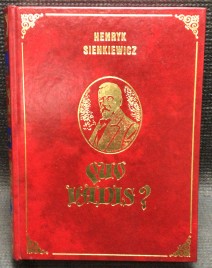 HENRYK
SIENKIEWICZ
QUO
VADIS?